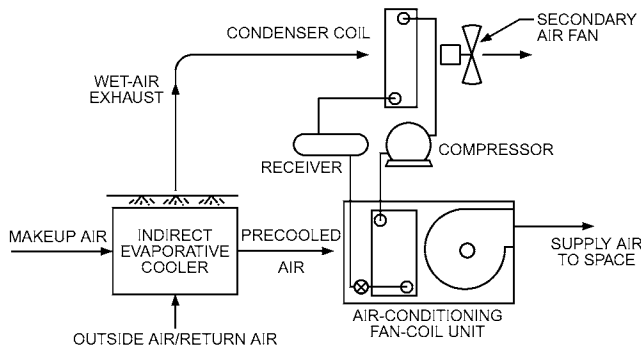 SECONDARY
AIR FAN
CONDENSER COIL
WET-AIR
EXHAUST
RECEIVER
COMPRESSOR
MAKEUP AIR
INDIRECT
EVAPORATIVE
COOLER
PRECOOLED
AIR
SUPPLY AIR
TO SPACE
AIR-CONDITIONING
FAN-COIL UNIT
OUTSIDE AIR/RETURN AIR